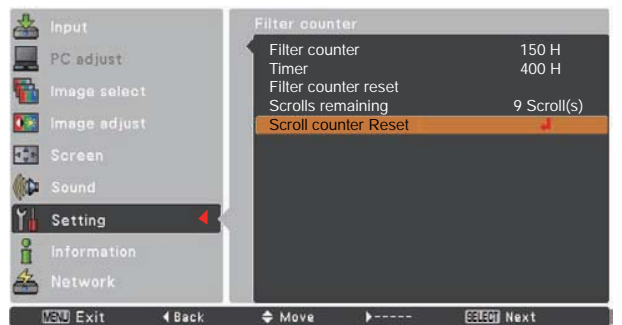 Input
PC adjust
Image select
Image adjust
Screen
Sound
Setting
Information
Network
Filter counter
Filter counter 150 H
Timer 400 H
Filter counter reset
Scrolls remaining 9 Scroll(s)
Scroll counter Reset
MENU Exit Back Move ----- SELECT Next